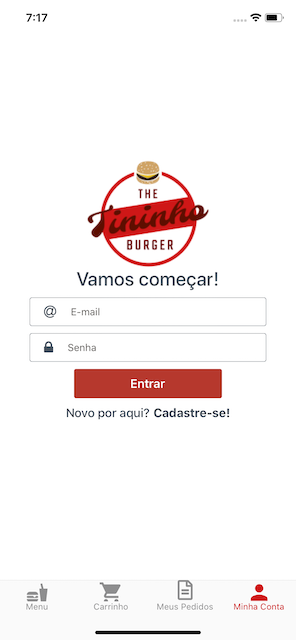 7:17
THE
Tininho
BURGER
Vamos começar!
@ E-mail
Senha
Entrar
Novo por aqui? Cadastre-se!
Menu Carrinho Meus Pedidos Minha Conta